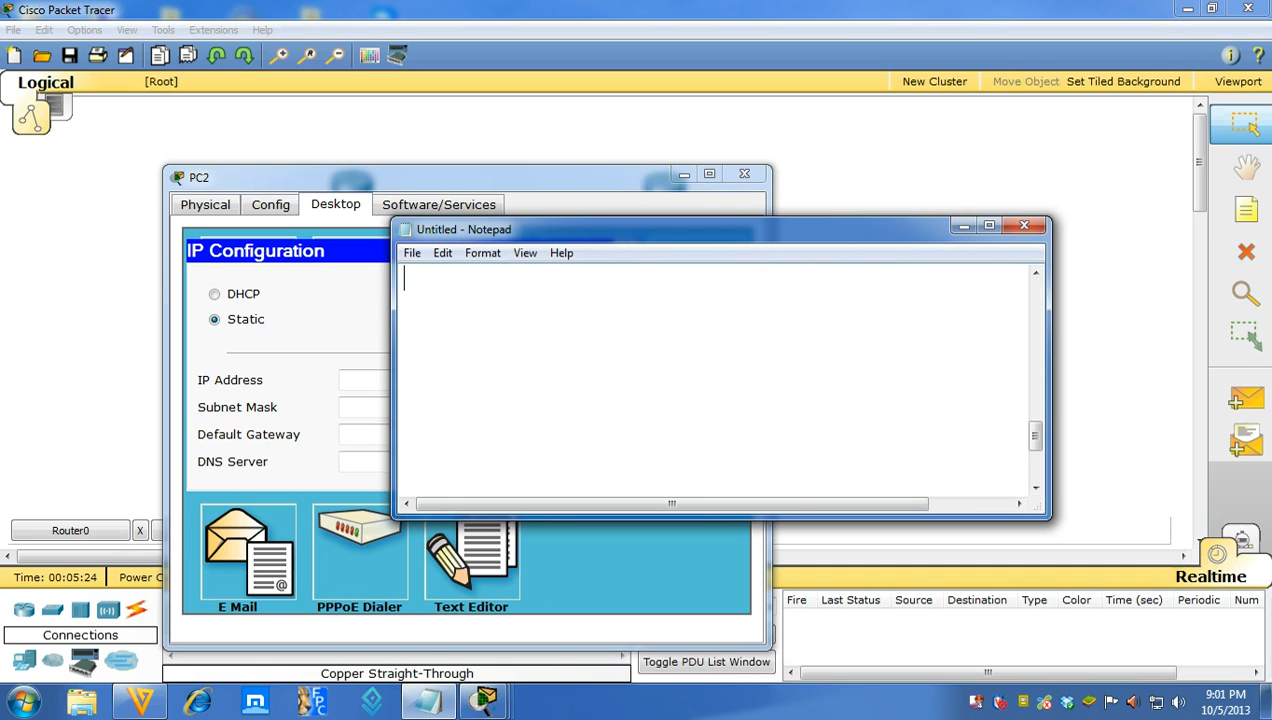 Cisco Packet Tracer
File Edit Options View Tools Extensions Help
Logical [Root] New Cluster Move Object Set Tiled Background Viewport
PC2
Physical Config Desktop Software/Services
Untitled - Notepad
File Edit Format View Help
IP Configuration
DHCP
Static
IP Address
Subnet Mask
Default Gateway
DNS Server
Router0 X
E Mail PPPoE Dialer Text Editor
Time: 00:05:24 Power C
Realtime
Fire Last Status Source Destination Type Color Time (sec) Periodic Num
Connections
Copper Straight-Through
Toggle PDU List Window
9:01 PM
10/5/2013